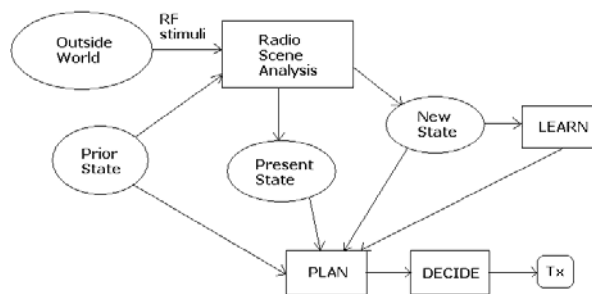 RF
stimuli
Outside
World
Radio
Scene
Analysis
New
State
LEARN
Prior
State
Present
State
PLAN
DECIDE
Tx